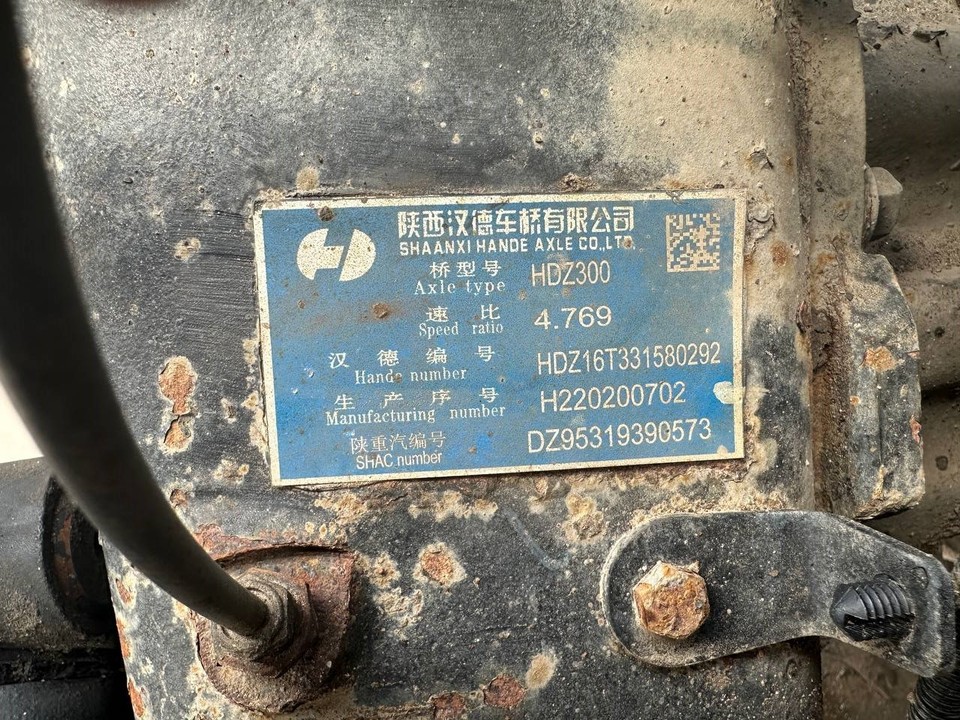 陕西汉德车桥有限公司
SHAANXI HANDE AXLE CO.,LTD.
桥型号 HDZ300
Axle type
速比 4.769
Speed ratio
汉德编号 HDZ16T331580292
Hande number
生产序号 H220200702
Manufacturing number
陕重汽编号 DZ95319390573
SHAC number